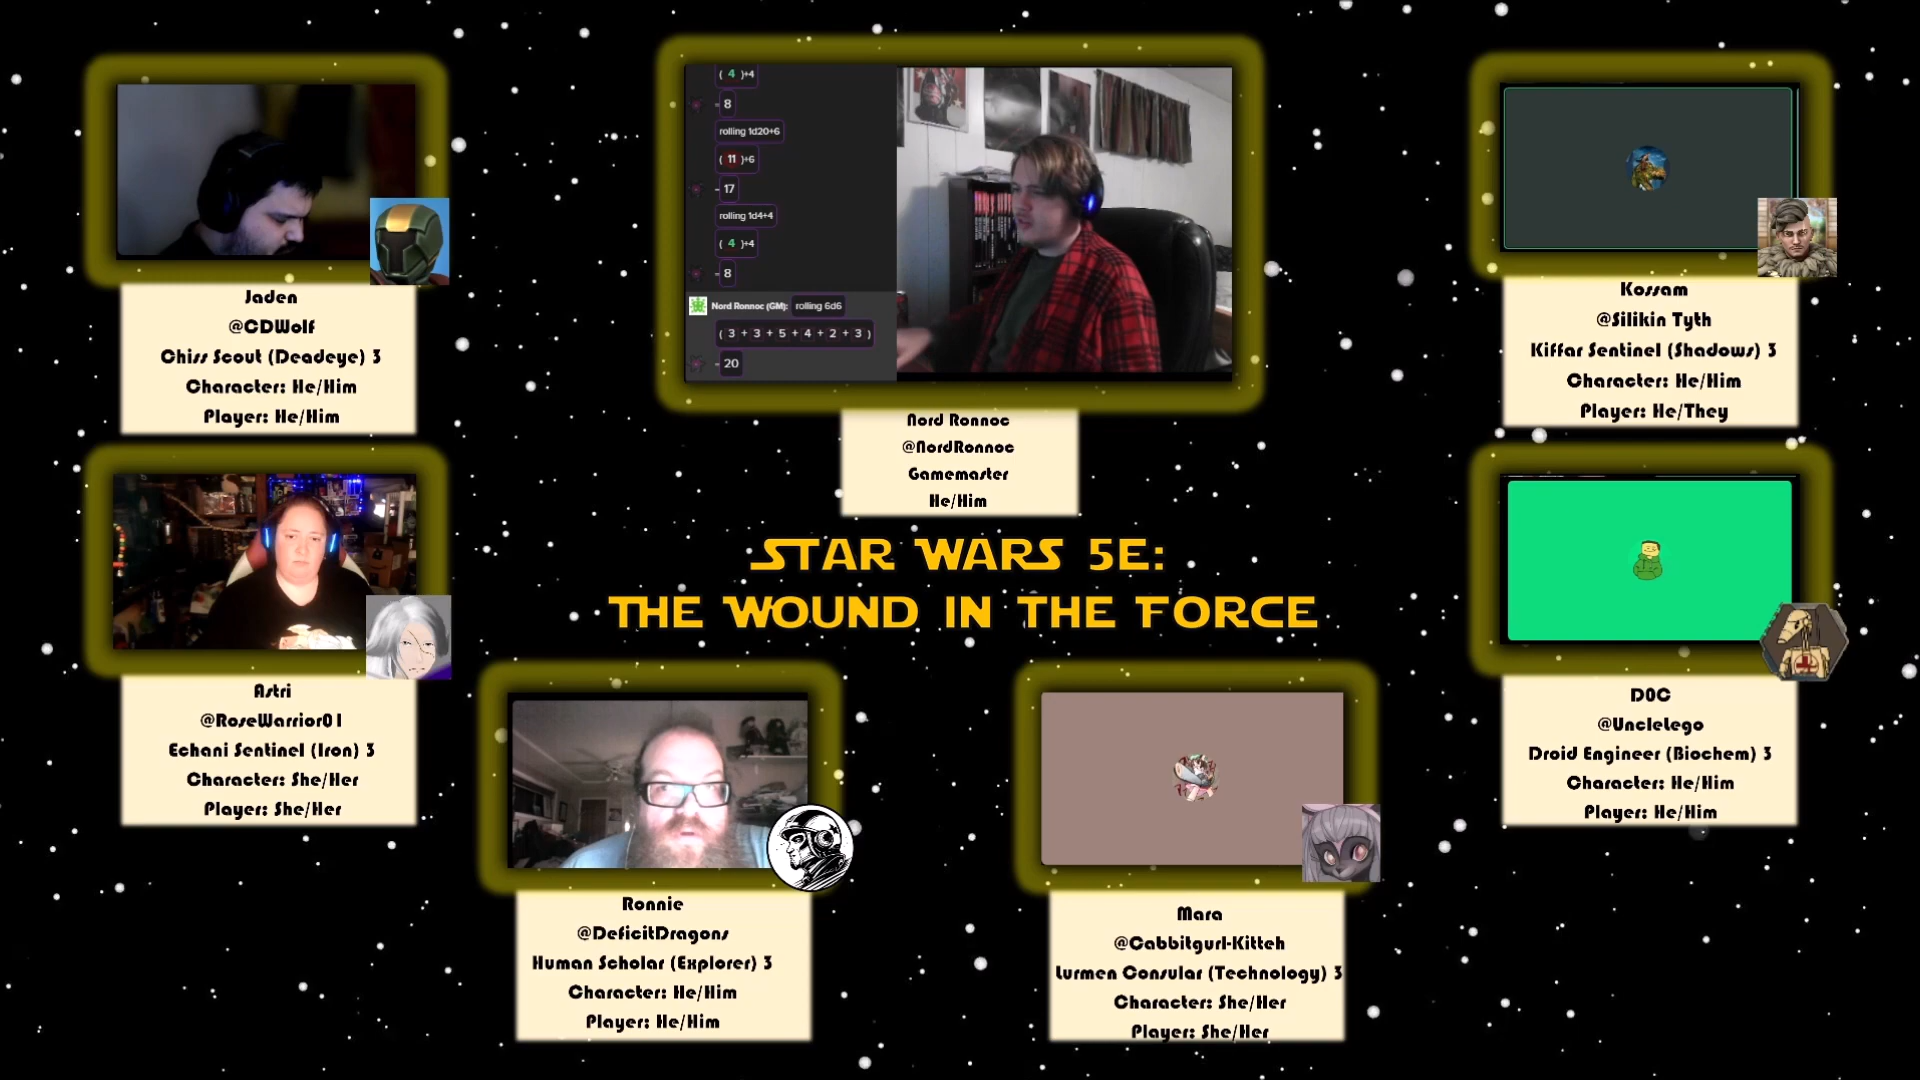 ( 4 )+4
= 8
rolling 1d20+6
( 11 )+6
= 17
rolling 1d4+4
( 4 )+4
= 8
Nord Ronnoc (GM): rolling 6d6
( 3 + 3 + 5 + 4 + 2 + 3 )
= 20
Nord Ronnoc
@NordRonnoc
Gamemaster
He/Him
Jaden
@CDWolf
Chiss Scout (Deadeye) 3
Character: He/Him
Player: He/Him
Kossam
@Silikin Tyth
Kiffar Sentinel (Shadows) 3
Character: He/Him
Player: He/They
STAR WARS 5E:
THE WOUND IN THE FORCE
Astri
@RoseWarrior01
Echani Sentinel (Iron) 3
Character: She/Her
Player: She/Her
D0C
@UncleLego
Droid Engineer (Biochem) 3
Character: He/Him
Player: He/Him
Ronnie
@DeficitDragons
Human Scholar (Explorer) 3
Character: He/Him
Player: He/Him
Mara
@Cabbitgurl-Kitteh
Lurmen Consular (Technology) 3
Character: She/Her
Player: She/Her